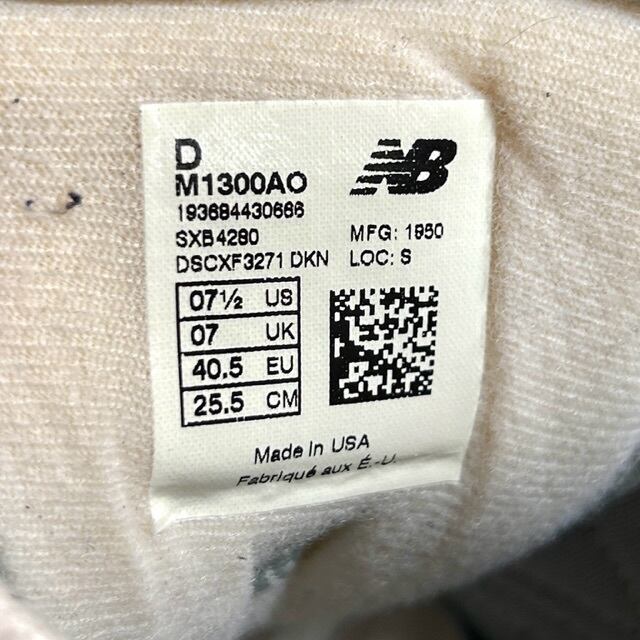 D
M1300AO
NB
193684430666
SXB4280
MFG: 1950
DSCXF3271 DKN
LOC: S
07½ US
07 UK
40.5 EU
25.5 CM
Made in USA
Fabriqué aux É.-U.